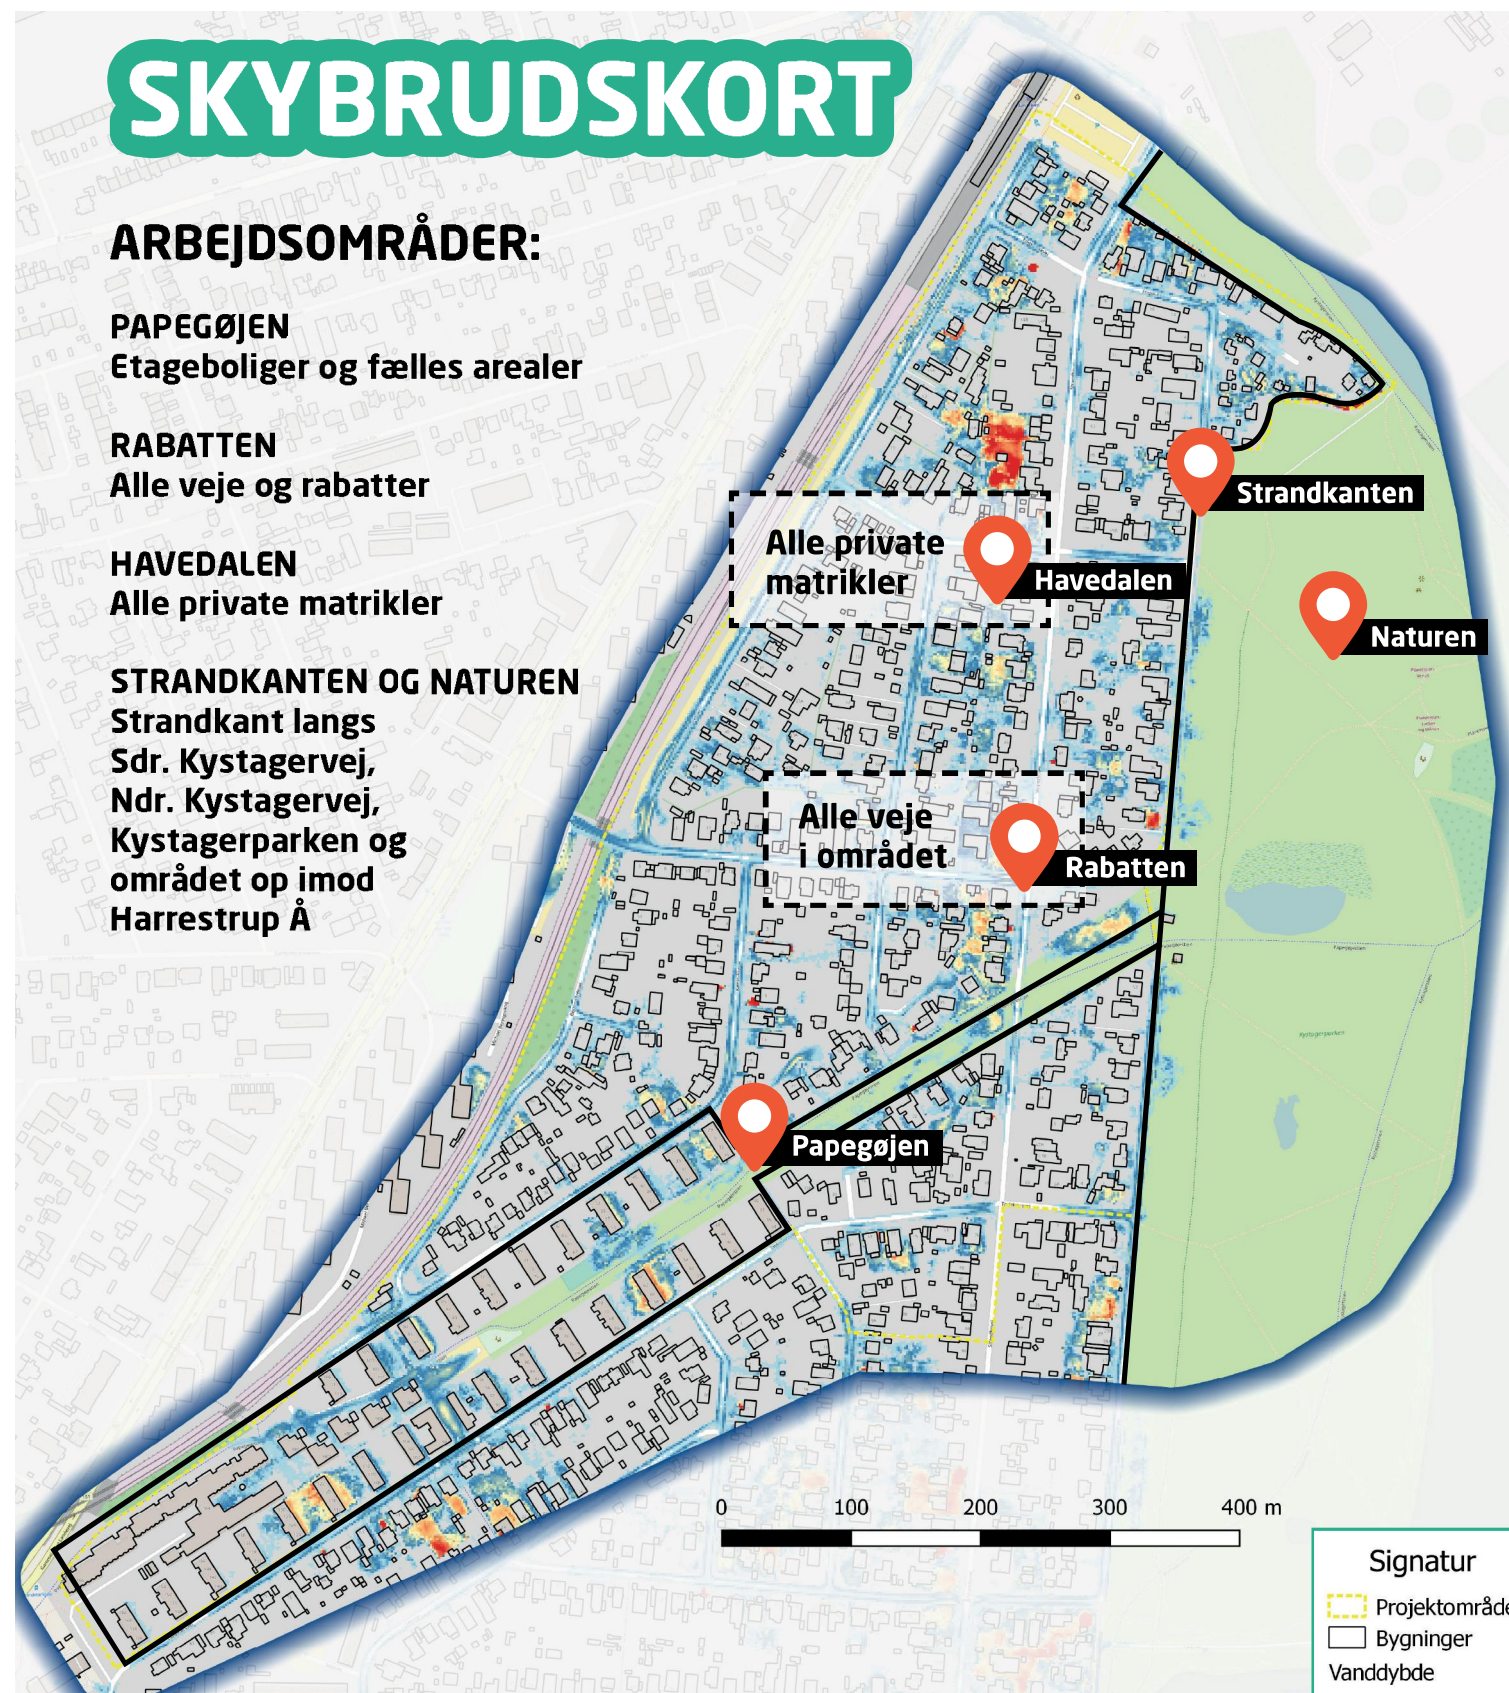 SKYBRUDSKORT
ARBEJDSOMRÅDER:
PAPEGØJEN
Etageboliger og fælles arealer
RABATTEN
Alle veje og rabatter
HAVEDALEN
Alle private matrikler
STRANDKANTEN OG NATUREN
Strandkant langs
Sdr. Kystagervej,
Ndr. Kystagervej,
Kystagerparken og
området op imod
Harrestrup Å
Strandkanten
Alle private
matrikler
Havedalen
Naturen
Alle veje
i området
Rabatten
Kystagerparken
Papegøjen
0 100 200 300 400 m
Signatur
Projektområde
Bygninger
Vanddybde